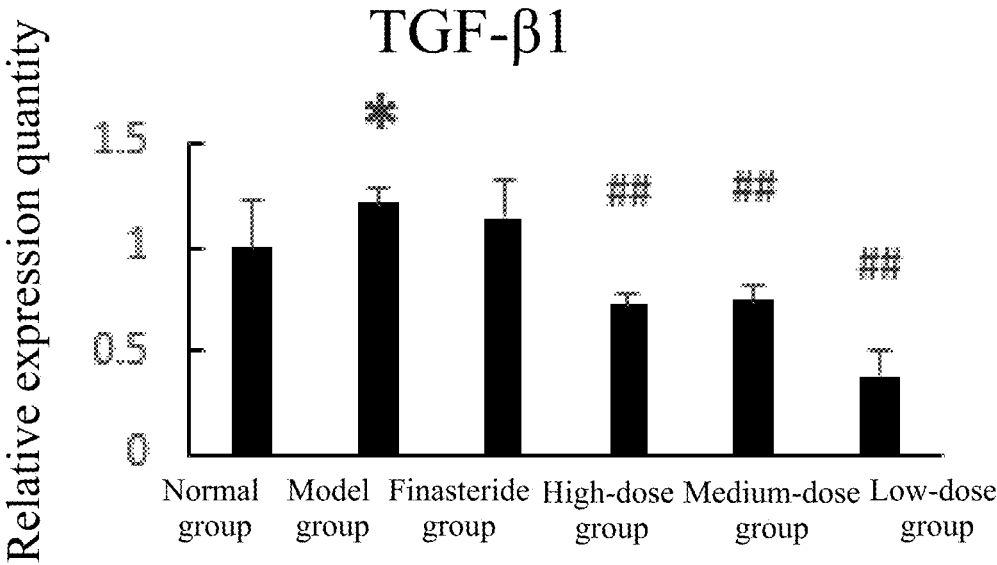 TGF-β1
Relative expression quantity
*
1.5
##
##
1
##
0.5
0
Normal group
Model group
Finasteride group
High-dose group
Medium-dose group
Low-dose group